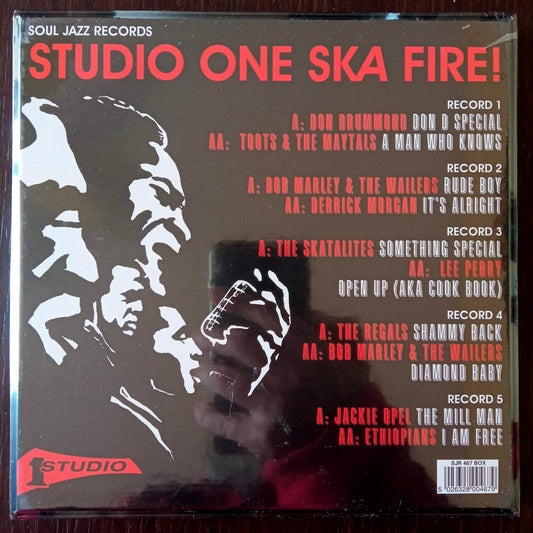 SOUL JAZZ RECORDS
STUDIO ONE SKA FIRE!
RECORD 1
A: DON DRUMMOND DON D SPECIAL
AA: TOOTS & THE MAYTALS A MAN WHO KNOWS
RECORD 2
A: BOB MARLEY & THE WAILERS RUDE BOY
AA: DERRICK MORGAN IT'S ALRIGHT
RECORD 3
A: THE SKATALITES SOMETHING SPECIAL
AA: LEE PERRY
OPEN UP (AKA COOK BOOK)
RECORD 4
A: THE REGALS SHAMMY BACK
AA: BOB MARLEY & THE WAILERS
DIAMOND BABY
RECORD 5
A: JACKIE OPEL THE MILL MAN
AA: ETHIOPIANS I AM FREE
1 STUDIO
SJR 467 BOX
5 026328 004679